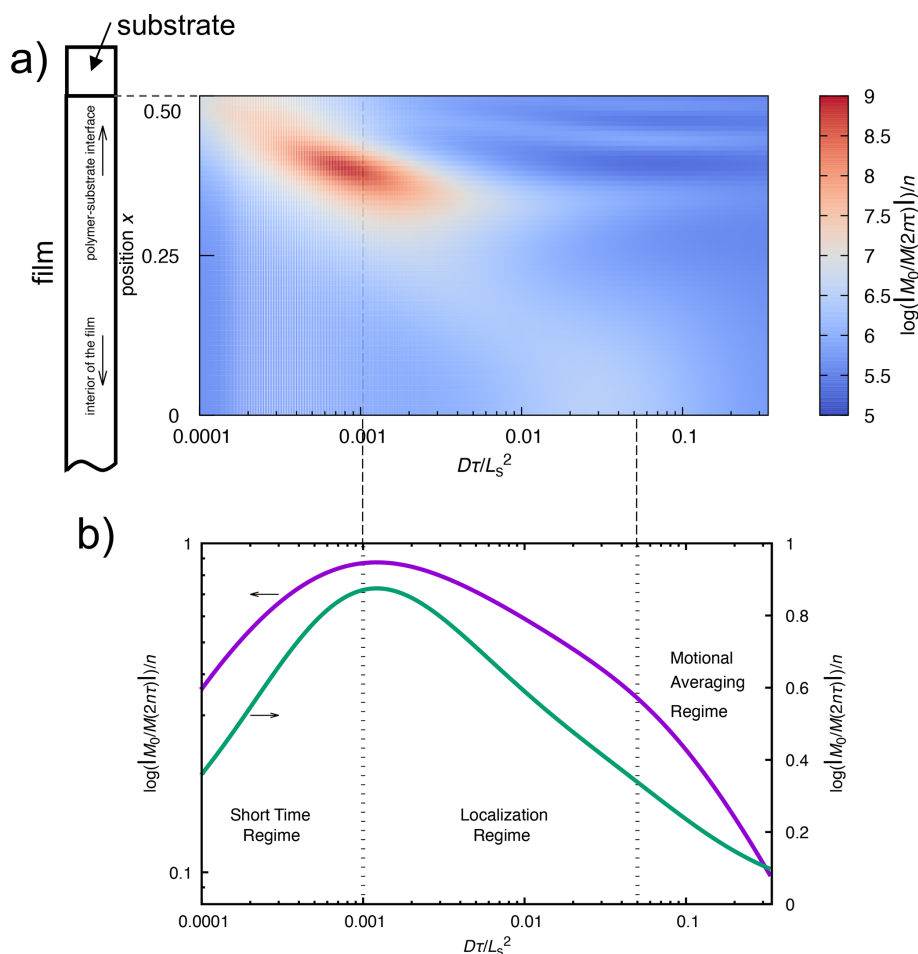 substrate
a)
film
polymer-substrate interface
interior of the film
position x
0.50
0.25
0
0.0001
0.001
0.01
0.1
Dτ/Lₛ²
9
8.5
8
7.5
7
6.5
6
5.5
5
log(|M₀/M(2nτ)|)/n
b)
1
0.1
log(|M₀/M(2nτ)|)/n
Short Time
Regime
Localization
Regime
Motional
Averaging
Regime
1
0.8
0.6
0.4
0.2
0
log(|M₀/M(2nτ)|)/n
0.0001
0.001
0.01
0.1
Dτ/Lₛ²